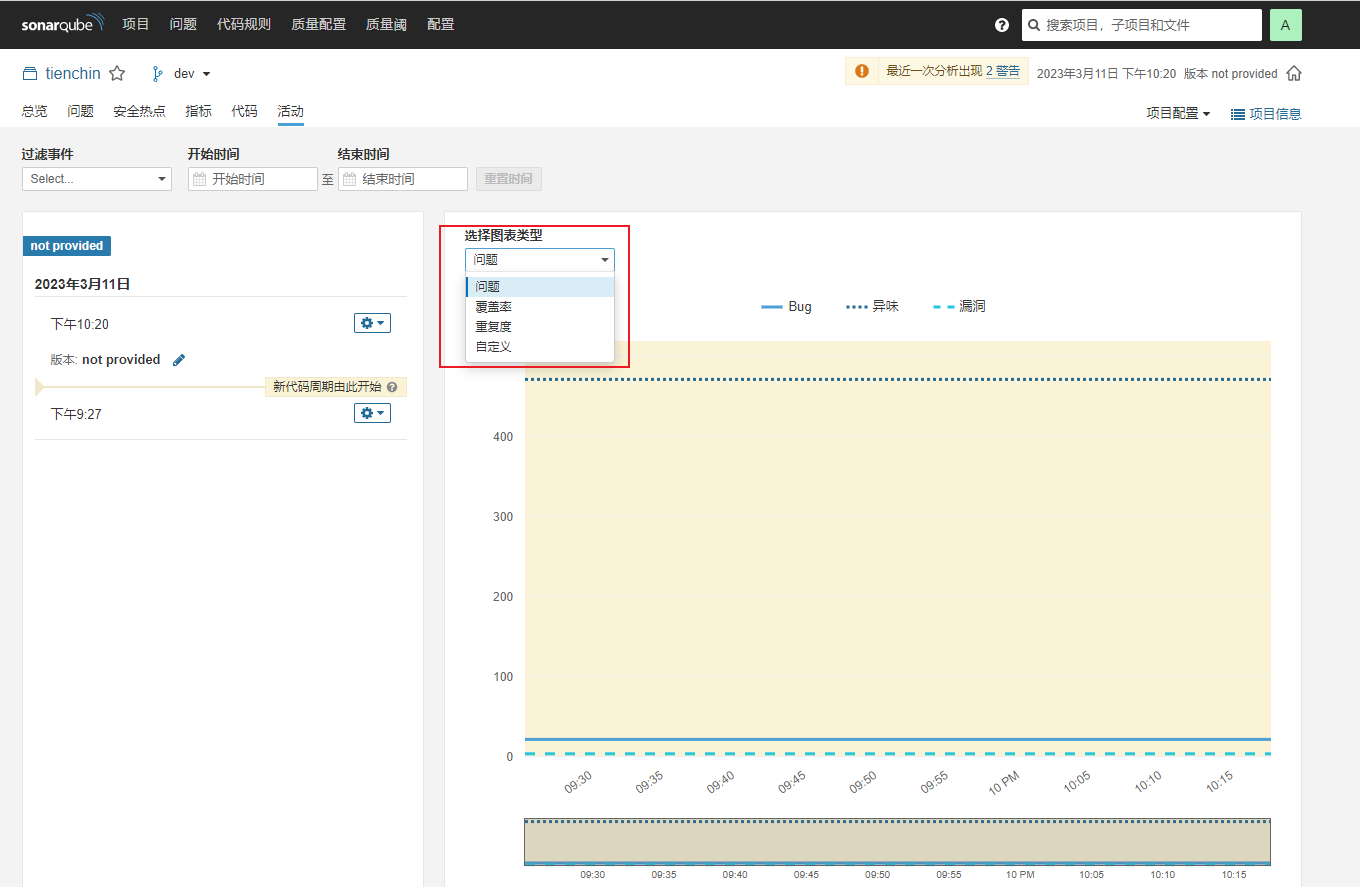 sonarqube 项目 问题 代码规则 质量配置 质量阈 配置 搜索项目，子项目和文件 A
tienchin dev 最近一次分析出现 2 警告 2023年3月11日 下午10:20 版本 not provided
总览 问题 安全热点 指标 代码 活动 项目配置 项目信息
过滤事件 开始时间 结束时间
Select... 开始时间 至 结束时间 重置时间
not provided
2023年3月11日
下午10:20
版本: not provided
新代码周期由此开始
下午9:27
选择图表类型
问题
问题
覆盖率
重复度
自定义
Bug 异味 漏洞
400
300
200
100
0
09:30 09:35 09:40 09:45 09:50 09:55 10 PM 10:05 10:10 10:15
09:30 09:35 09:40 09:45 09:50 09:55 10 PM 10:05 10:10 10:15